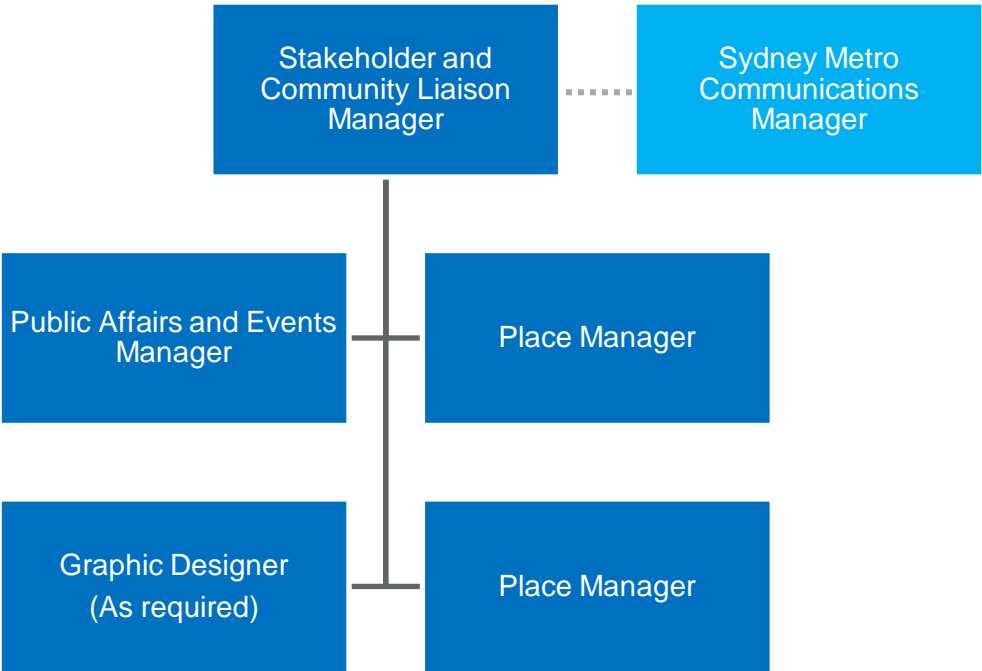 Stakeholder and
Community Liaison
Manager
Sydney Metro
Communications
Manager
Public Affairs and Events
Manager
Place Manager
Graphic Designer
(As required)
Place Manager